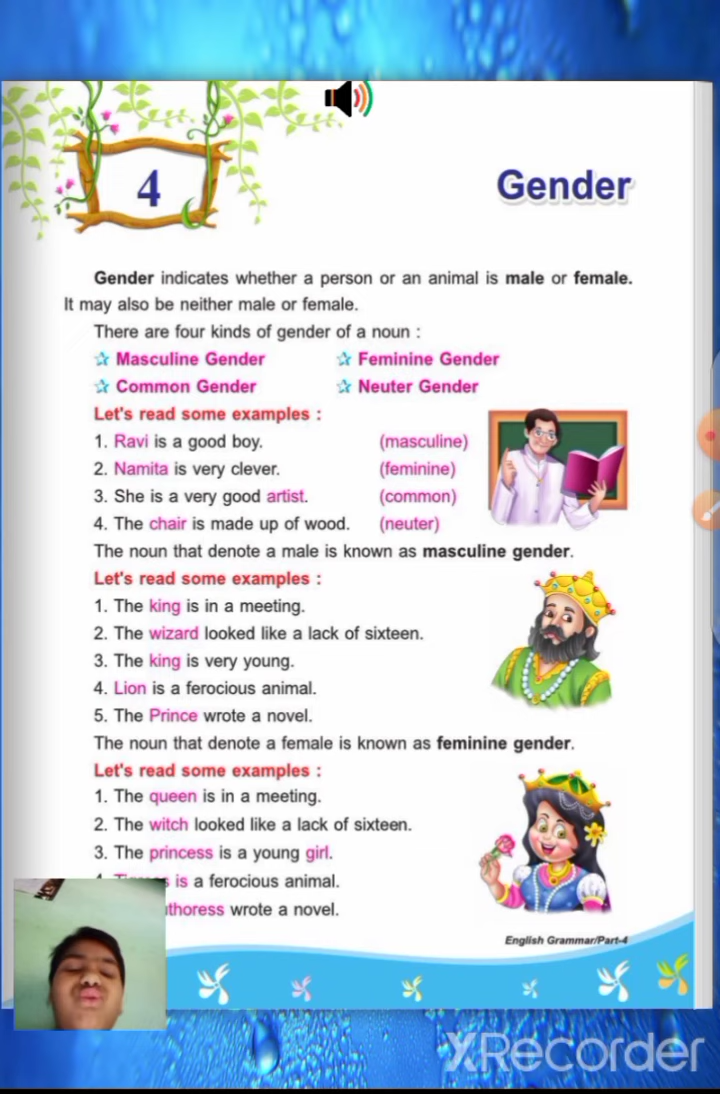 4
Gender
Gender indicates whether a person or an animal is male or female.
It may also be neither male or female.
There are four kinds of gender of a noun :
Masculine Gender Feminine Gender
Common Gender Neuter Gender
Let's read some examples :
1. Ravi is a good boy. (masculine)
2. Namita is very clever. (feminine)
3. She is a very good artist. (common)
4. The chair is made up of wood. (neuter)
The noun that denote a male is known as masculine gender.
Let's read some examples :
1. The king is in a meeting.
2. The wizard looked like a lack of sixteen.
3. The king is very young.
4. Lion is a ferocious animal.
5. The Prince wrote a novel.
The noun that denote a female is known as feminine gender.
Let's read some examples :
1. The queen is in a meeting.
2. The witch looked like a lack of sixteen.
3. The princess is a young girl.
is a ferocious animal.
thoress wrote a novel.
English Grammar/Part-4
XRecorder